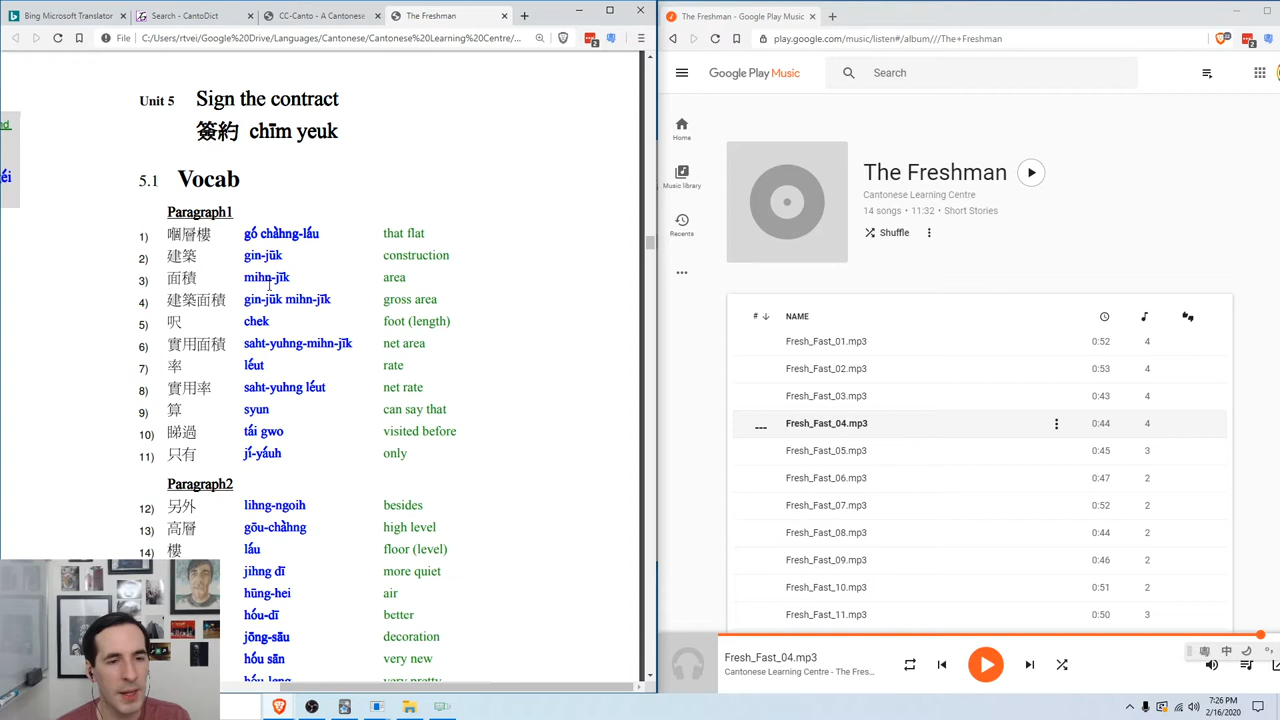 Bing Microsoft Translator
Search - CantoDict
CC-Canto - A Cantonese
The Freshman
File C:/Users/rtvei/Google%20Drive/Languages/Cantonese/Cantonese%20Learning%20Centre/...
2
Unit 5 Sign the contract
簽約 chīm yeuk
5.1 Vocab
Paragraph1
1) 嗰層樓 gó chàhng-láu that flat
2) 建築 gin-jūk construction
3) 面積 mihn-jīk area
4) 建築面積 gin-jūk mihn-jīk gross area
5) 呎 chek foot (length)
6) 實用面積 saht-yuhng-mihn-jīk net area
7) 率 léut rate
8) 實用率 saht-yuhng léut net rate
9) 算 syun can say that
10) 睇過 tái gwo visited before
11) 只有 jí-yáuh only
Paragraph2
12) 另外 lihng-ngoih besides
13) 高層 gōu-chàhng high level
14) 樓 láu floor (level)
jihng dī more quiet
hūng-hei air
hóu-dī better
jōng-sāu decoration
hóu sān very new
hóu leng very pretty
The Freshman - Google Play Music
play.google.com/music/listen#/album///The+Freshman
2
Google Play Music
Search
Home
Music library
Recents
The Freshman
Cantonese Learning Centre
14 songs • 11:32 • Short Stories
Shuffle
# NAME
Fresh_Fast_01.mp3 0:52 4
Fresh_Fast_02.mp3 0:53 4
Fresh_Fast_03.mp3 0:43 4
Fresh_Fast_04.mp3 0:44 4
Fresh_Fast_05.mp3 0:45 3
Fresh_Fast_06.mp3 0:47 2
Fresh_Fast_07.mp3 0:52 2
Fresh_Fast_08.mp3 0:44 2
Fresh_Fast_09.mp3 0:46 2
Fresh_Fast_10.mp3 0:51 2
Fresh_Fast_11.mp3 0:50 3
Fresh_Fast_04.mp3
Cantonese Learning Centre - The Fres...
中
7:26 PM
2/16/2020